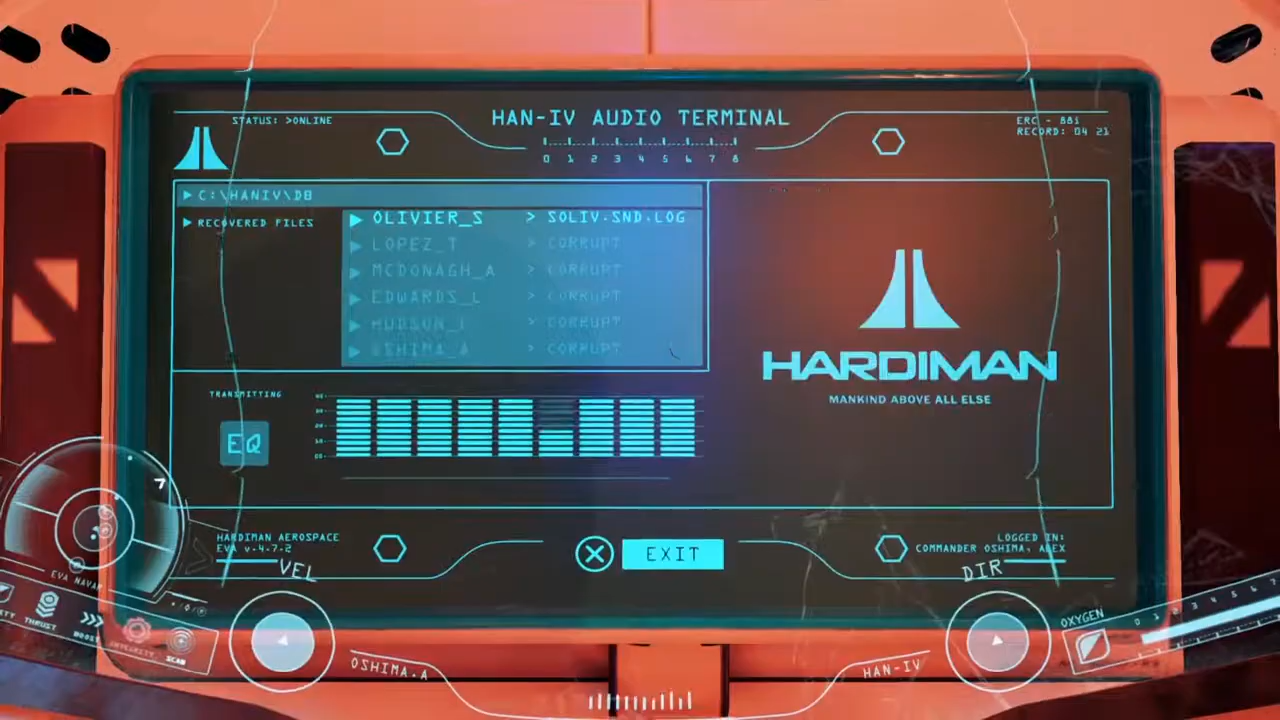 HAN-IV AUDIO TERMINAL
STATUS: >ONLINE
0 1 2 3 4 5 6 7 8
RECORD: 04 21
C:\HANIV\DB
RECOVERED FILES
OLIVIER_S > SOLIV.SND.LOG
LOPEZ_T > CORRUPT
MCDONAGH_A > CORRUPT
EDWARDS_L > CORRUPT
> CORRUPT
> CORRUPT
HARDIMAN
MANKIND ABOVE ALL ELSE
TRANSMITTING
EQ
HARDIMAN AEROSPACE
EVA v.4.7.2
EXIT
LOGGED IN:
COMMANDER OSHIMA, ALEX
VEL
DIR
THRUST
SCAN
OSHIMA.A
HAN-IV
OXYGEN